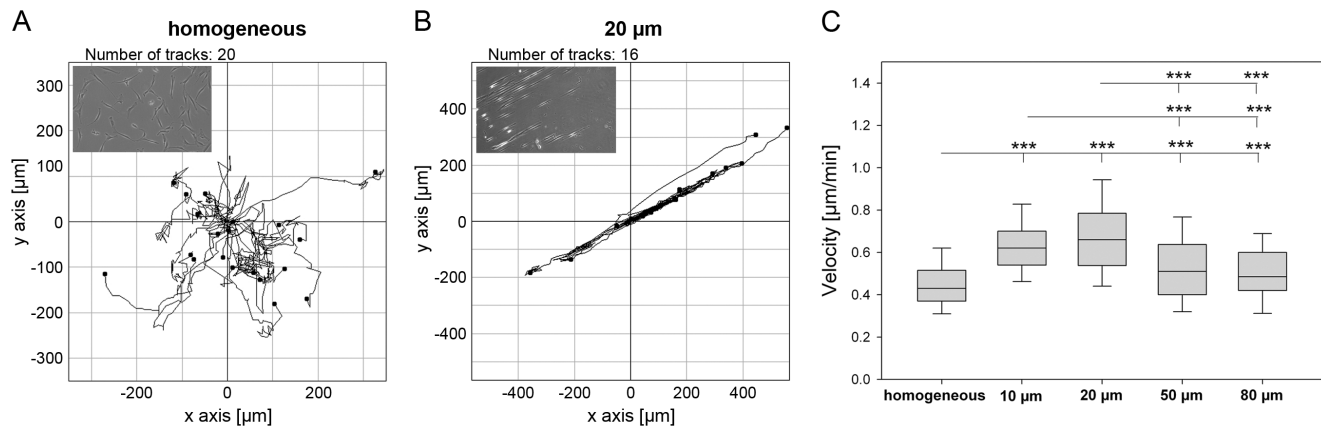 A
homogeneous
Number of tracks: 20
y axis [µm]
300
200
100
0
-100
-200
-300
-200
0
200
x axis [µm]
B
20 µm
Number of tracks: 16
y axis [µm]
400
200
0
-200
-400
-400
-200
0
200
400
x axis [µm]
C
Velocity [µm/min]
1.4
1.2
1.0
0.8
0.6
0.4
0.2
0.0
*** ***
*** ***
*** *** *** ***
homogeneous 10 µm 20 µm 50 µm 80 µm